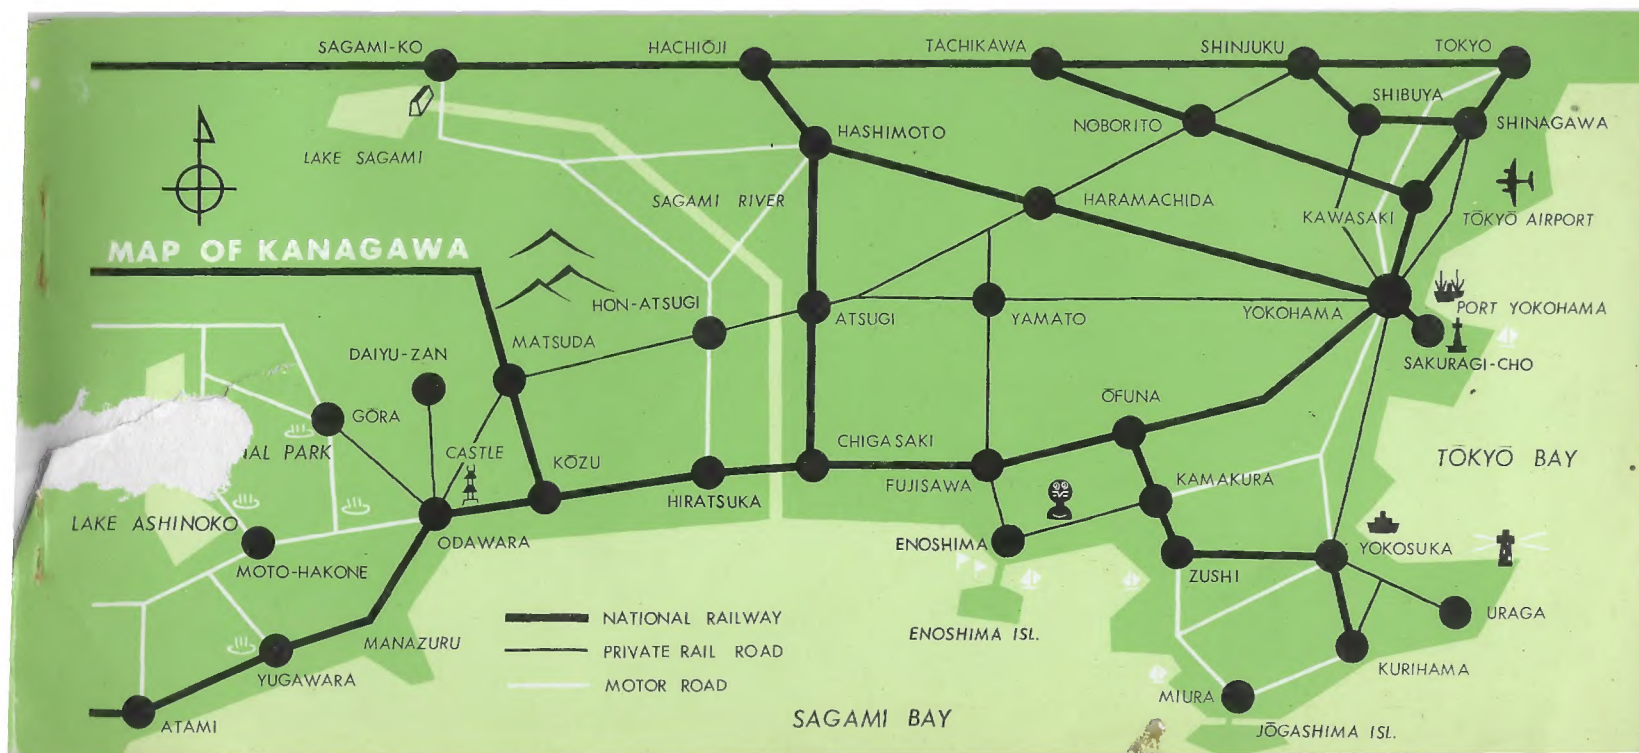 SAGAMI-KO
HACHIŌJI
TACHIKAWA
SHINJUKU
TOKYO
SHIBUYA
NOBORITO
SHINAGAWA
HASHIMOTO
LAKE SAGAMI
SAGAMI RIVER
HARAMACHIDA
KAWASAKI
TŌKYŌ AIRPORT
MAP OF KANAGAWA
HON-ATSUGI
ATSUGI
YAMATO
YOKOHAMA
PORT YOKOHAMA
MATSUDA
DAIYU-ZAN
SAKURAGI-CHO
ŌFUNA
GŌRA
CASTLE
CHIGASAKI
PARK
KŌZU
TŌKYŌ BAY
KAMAKURA
FUJISAWA
HIRATSUKA
LAKE ASHINOKO
ODAWARA
ENOSHIMA
YOKOSUKA
MOTO-HAKONE
ZUSHI
NATIONAL RAILWAY
URAGA
ENOSHIMA ISL.
MANAZURU
PRIVATE RAIL ROAD
KURIHAMA
YUGAWARA
MOTOR ROAD
MIURA
SAGAMI BAY
ATAMI
JŌGASHIMA ISL.